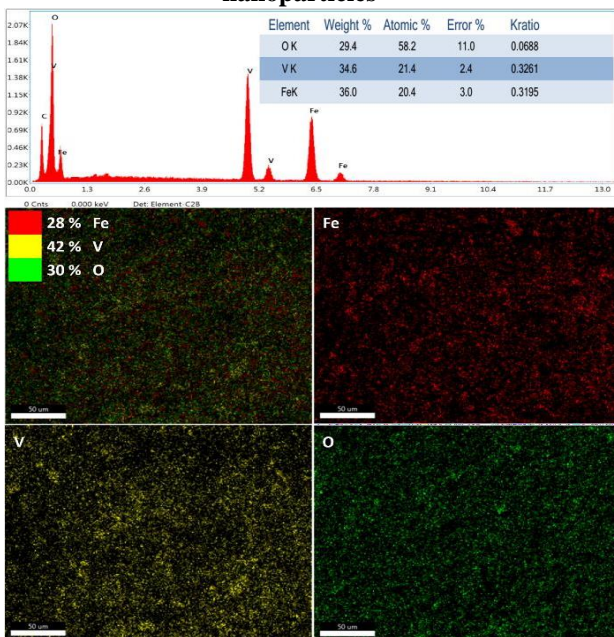 nanoparticles
Element Weight % Atomic % Error % Kratio
O K 29.4 58.2 11.0 0.0688
V K 34.6 21.4 2.4 0.3261
FeK 36.0 20.4 3.0 0.3195
2.07K
1.84K
1.61K
1.38K
1.15K
0.92K
0.69K
0.46K
0.23K
0.00K
O
V
C
Fe
V
V
Fe
Fe
0.0 1.3 2.6 3.9 5.2 6.5 7.8 9.1 10.4 11.7 13.0
0 Cnts 0.000 keV Det: Element-C2B
28 % Fe
42 % V
30 % O
50 um
Fe
50 um
V
50 um
O
50 um